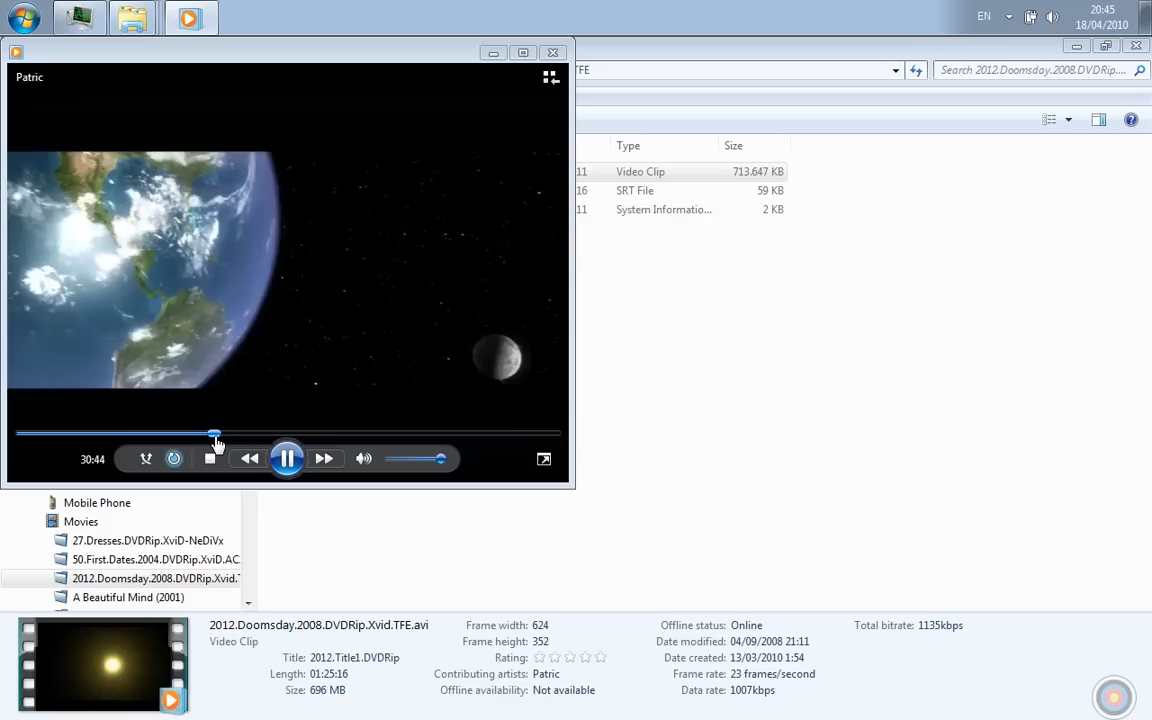 EN
20:45
18/04/2010
Patric
TFE
Search 2012.Doomsday.2008.DVDRip....
Type
Size
11
Video Clip
713.647 KB
16
SRT File
59 KB
11
System Informatio...
2 KB
30:44
Mobile Phone
Movies
27.Dresses.DVDRip-XviD-NeDiVx
50.First.Dates.2004.DVDRip.XviD.AC
2012.Doomsday.2008.DVDRip.Xvid.T
A Beautiful Mind (2001)
2012.Doomsday.2008.DVDRip.Xvid.TFE.avi
Video Clip
Title: 2012.Title1.DVDRip
Length: 01:25:16
Size: 696 MB
Frame width: 624
Frame height: 352
Rating:
Contributing artists: Patric
Offline availability: Not available
Offline status: Online
Date modified: 04/09/2008 21:11
Date created: 13/03/2010 1:54
Frame rate: 23 frames/second
Data rate: 1007kbps
Total bitrate: 1135kbps